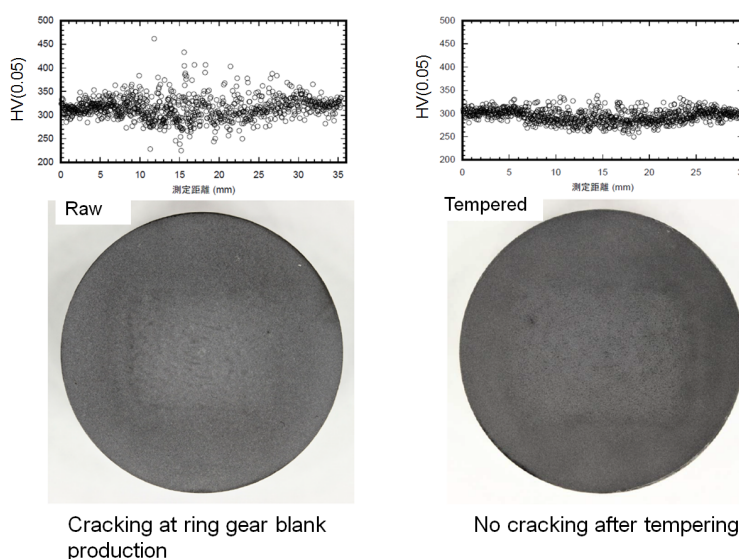 500
450
400
350
300
250
200
HV(0.05)
0 5 10 15 20 25 30 35
測定距離 (mm)
500
450
400
350
300
250
200
HV(0.05)
0 5 10 15 20 25 30
測定距離 (mm)
Raw
Tempered
Cracking at ring gear blank
production
No cracking after tempering